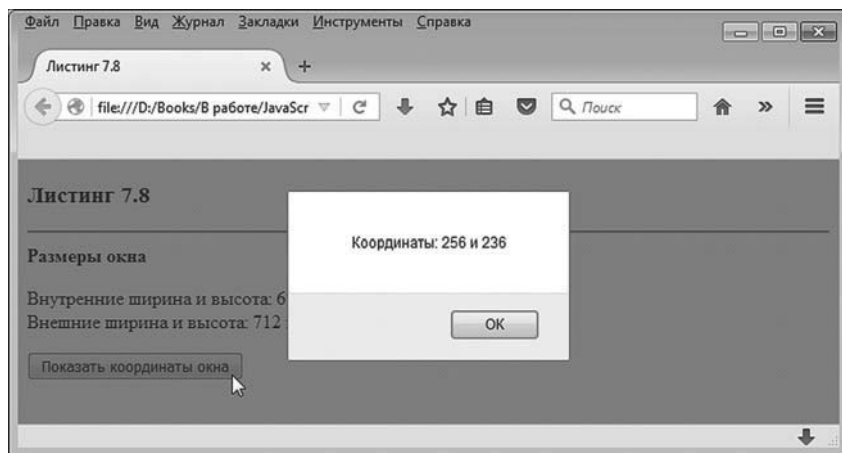 Файл Правка Вид Журнал Закладки Инструменты Справка
Листинг 7.8
file:///D:/Books/В работе/JavaScr
Поиск
Листинг 7.8
Размеры окна
Внутренние ширина и высота: 6
Внешние ширина и высота: 712
Показать координаты окна
Координаты: 256 и 236
OK